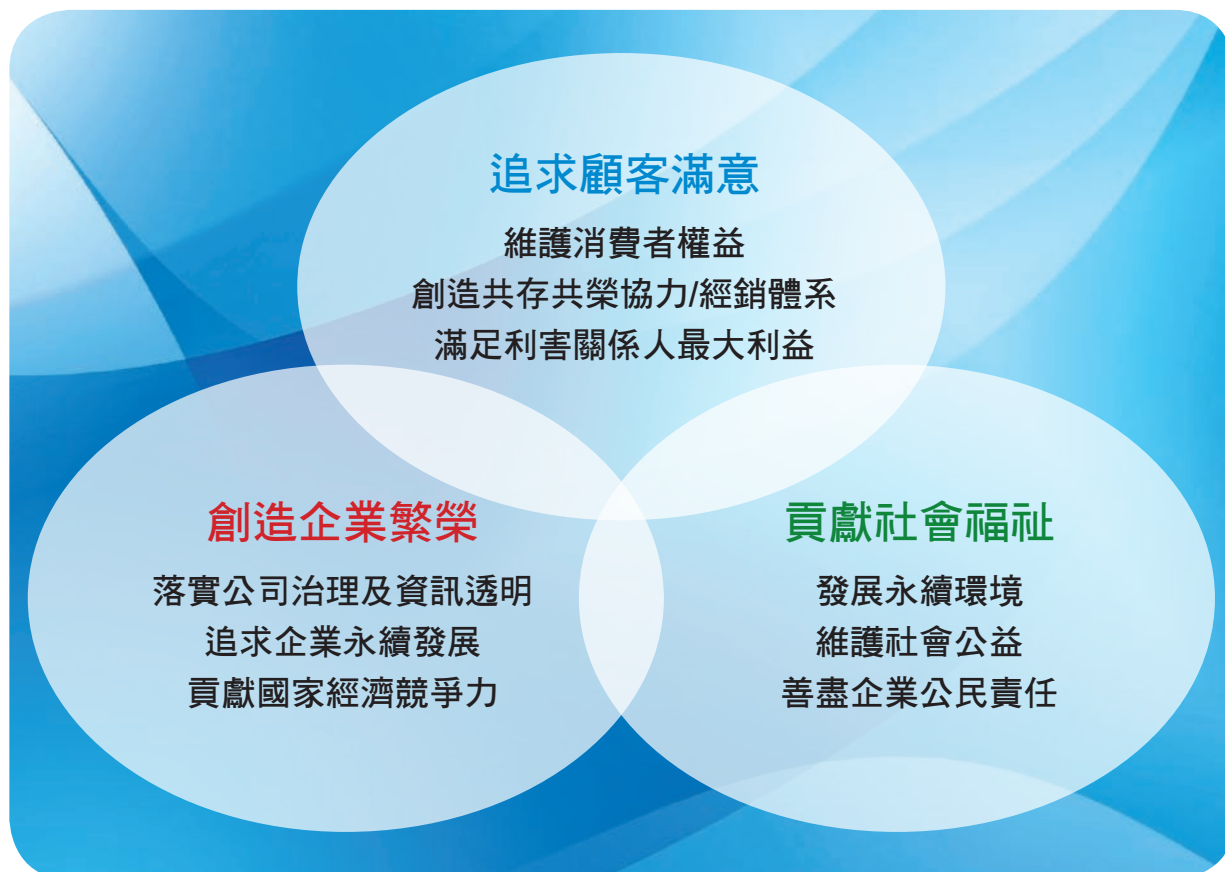 追求顧客滿意
維護消費者權益
創造共存共榮協力/經銷體系
滿足利害關係人最大利益
創造企業繁榮
落實公司治理及資訊透明
追求企業永續發展
貢獻國家經濟競爭力
貢獻社會福祉
發展永續環境
維護社會公益
善盡企業公民責任